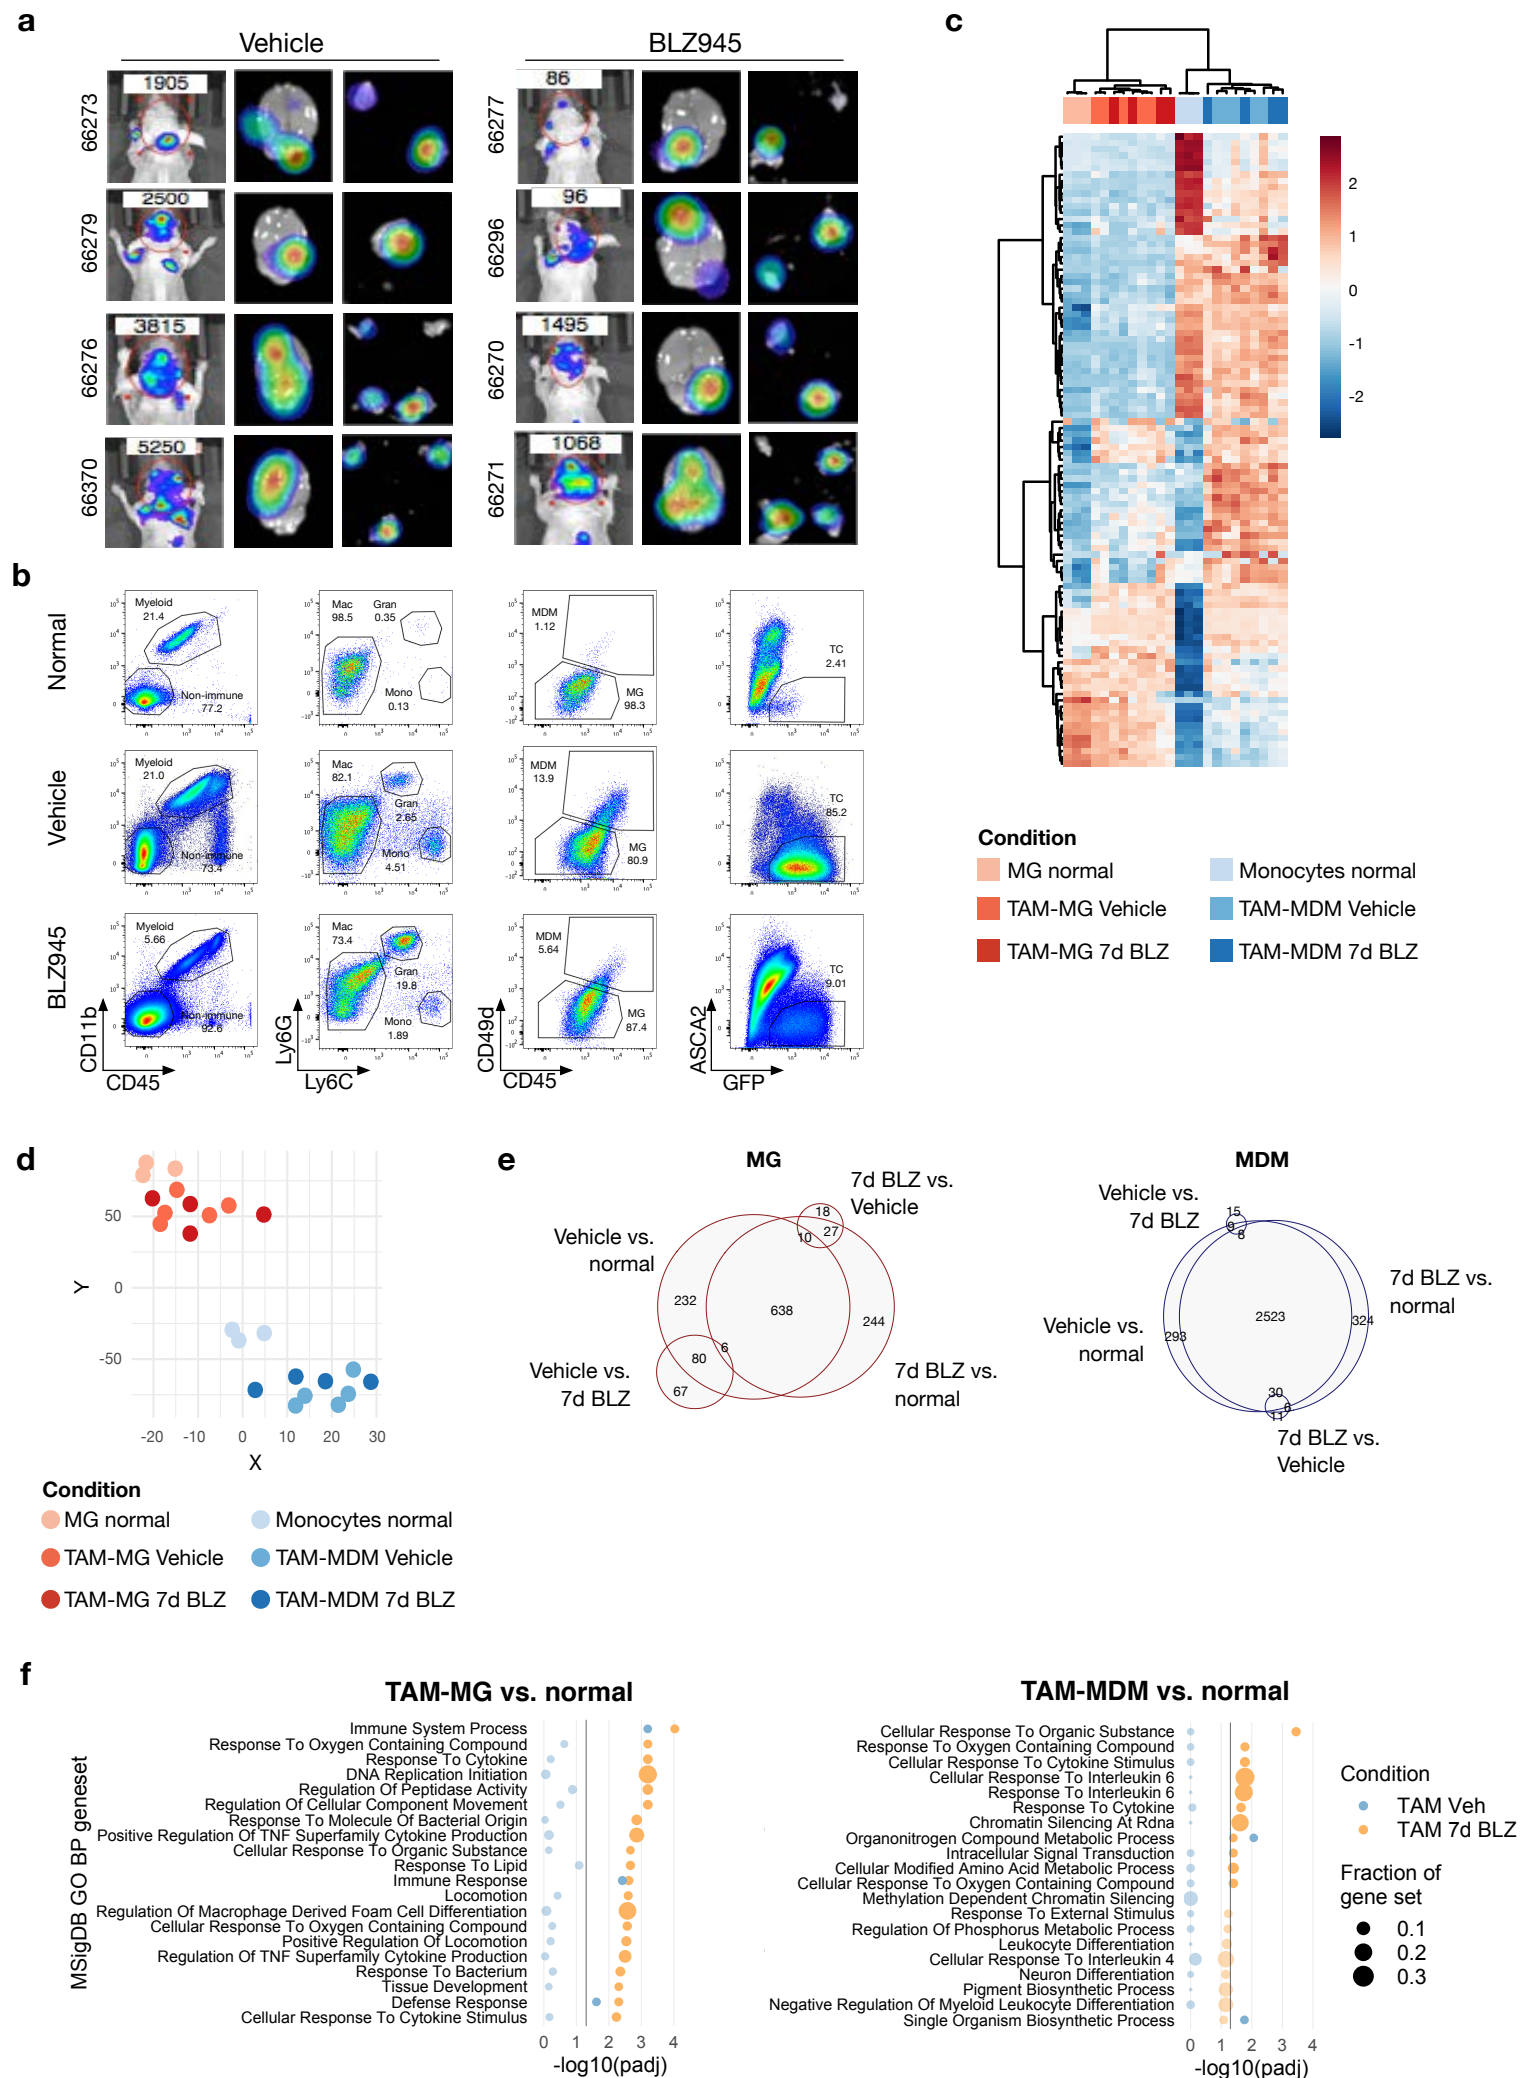 a
Vehicle
BLZ945
66273
1905
66277
86
66279
2500
66296
96
66276
3815
66270
1495
66370
5250
66271
1068
b
Normal
Myeloid
21.4
Non-immune
77.2
Mac
98.5
Gran
0.35
Mono
0.13
MDM
1.12
MG
98.3
TC
2.41
Vehicle
Myeloid
21.0
Non-immune
73.4
Mac
82.1
Gran
2.65
Mono
4.51
MDM
13.9
MG
80.9
TC
85.2
BLZ945
Myeloid
5.66
Non-immune
92.6
Mac
73.4
Gran
19.8
Mono
1.89
MDM
5.64
MG
87.4
TC
9.01
CD11b
CD45
Ly6G
Ly6C
CD49d
CD45
ASCA2
GFP
c
2
1
0
-1
-2
Condition
MG normal
Monocytes normal
TAM-MG Vehicle
TAM-MDM Vehicle
TAM-MG 7d BLZ
TAM-MDM 7d BLZ
d
50
0
-50
Y
-20 -10 0 10 20 30
X
Condition
MG normal
Monocytes normal
TAM-MG Vehicle
TAM-MDM Vehicle
TAM-MG 7d BLZ
TAM-MDM 7d BLZ
e
MG
7d BLZ vs.
Vehicle
Vehicle vs.
normal
18
27
10
232
638
244
6
80
67
Vehicle vs.
7d BLZ
7d BLZ vs.
normal
MDM
Vehicle vs.
7d BLZ
15
9
8
7d BLZ vs.
normal
2523
324
293
Vehicle vs.
normal
30
6
11
7d BLZ vs.
Vehicle
f
TAM-MG vs. normal
MSigDB GO BP geneset
Immune System Process
Response To Oxygen Containing Compound
Response To Cytokine
DNA Replication Initiation
Regulation Of Peptidase Activity
Regulation Of Cellular Component Movement
Response To Molecule Of Bacterial Origin
Positive Regulation Of TNF Superfamily Cytokine Production
Cellular Response To Organic Substance
Response To Lipid
Immune Response
Locomotion
Regulation Of Macrophage Derived Foam Cell Differentiation
Cellular Response To Oxygen Containing Compound
Positive Regulation Of Locomotion
Regulation Of TNF Superfamily Cytokine Production
Response To Bacterium
Tissue Development
Defense Response
Cellular Response To Cytokine Stimulus
0 1 2 3 4
-log10(padj)
TAM-MDM vs. normal
Cellular Response To Organic Substance
Response To Oxygen Containing Compound
Cellular Response To Cytokine Stimulus
Cellular Response To Interleukin 6
Response To Interleukin 6
Response To Cytokine
Chromatin Silencing At Rdna
Organonitrogen Compound Metabolic Process
Intracellular Signal Transduction
Cellular Modified Amino Acid Metabolic Process
Cellular Response To Oxygen Containing Compound
Methylation Dependent Chromatin Silencing
Response To External Stimulus
Regulation Of Phosphorus Metabolic Process
Leukocyte Differentiation
Cellular Response To Interleukin 4
Neuron Differentiation
Pigment Biosynthetic Process
Negative Regulation Of Myeloid Leukocyte Differentiation
Single Organism Biosynthetic Process
0 1 2 3 4
-log10(padj)
Condition
TAM Veh
TAM 7d BLZ
Fraction of
gene set
0.1
0.2
0.3